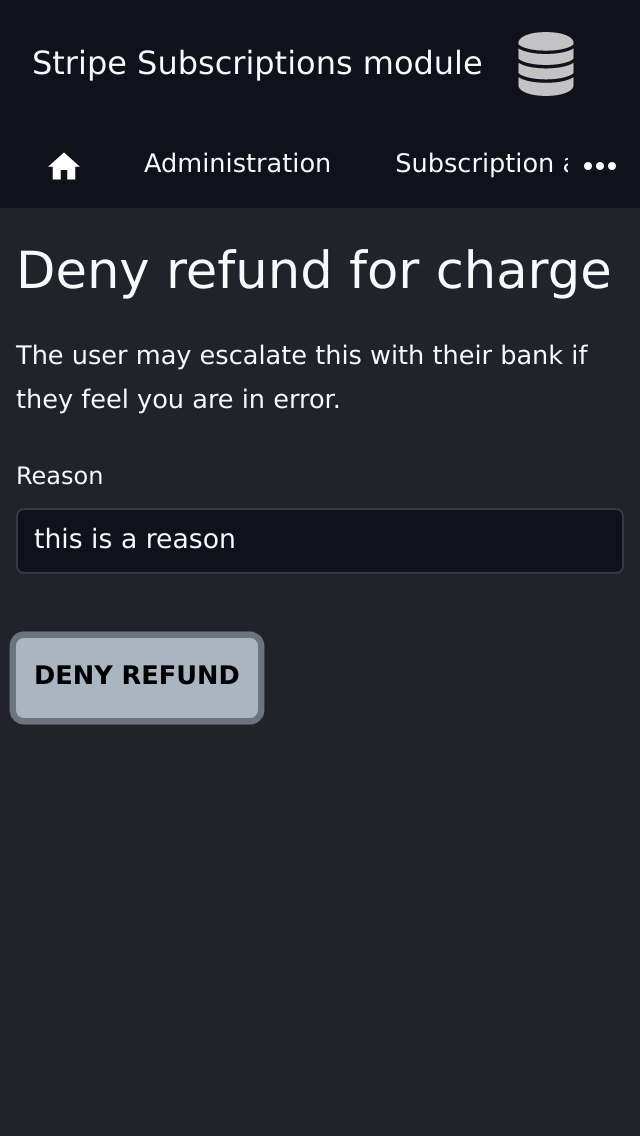 Stripe Subscriptions module
Administration
Subscription
Deny refund for charge
The user may escalate this with their bank if
they feel you are in error.
Reason
this is a reason
DENY REFUND